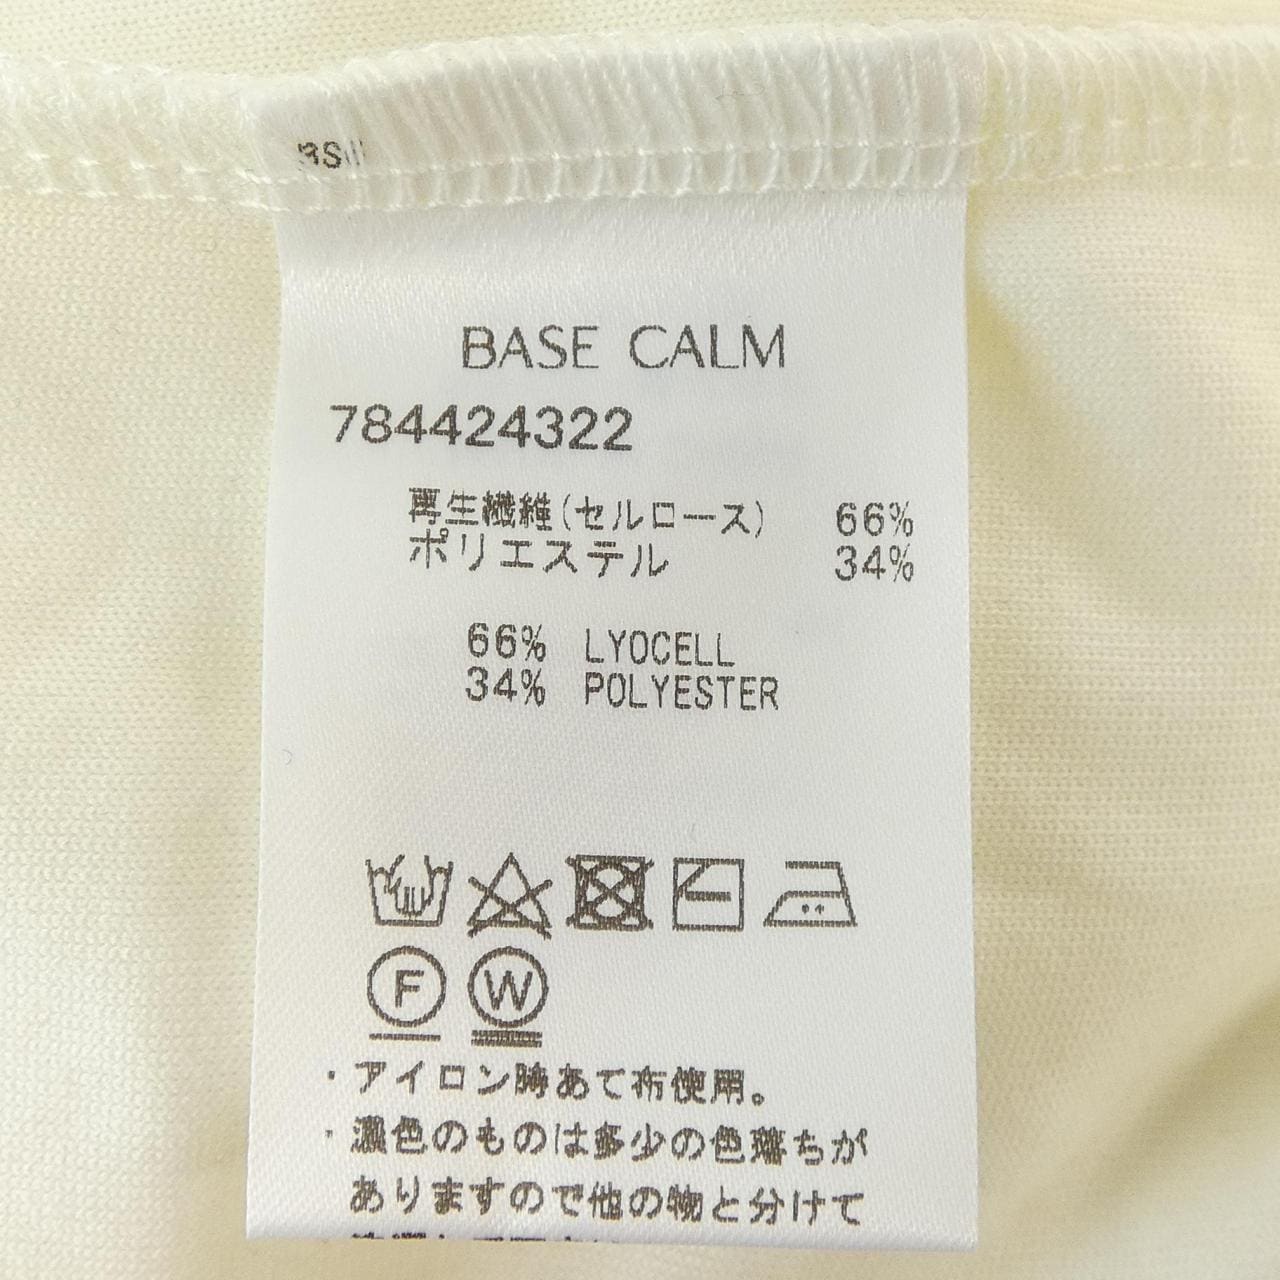 BASE CALM
784424322
再生繊維(セルロース) 66%
ポリエステル 34%
66% LYOCELL
34% POLYESTER
F W
・アイロン時あて布使用。
・濃色のものは多少の色落ちが
ありますので他の物と分けて